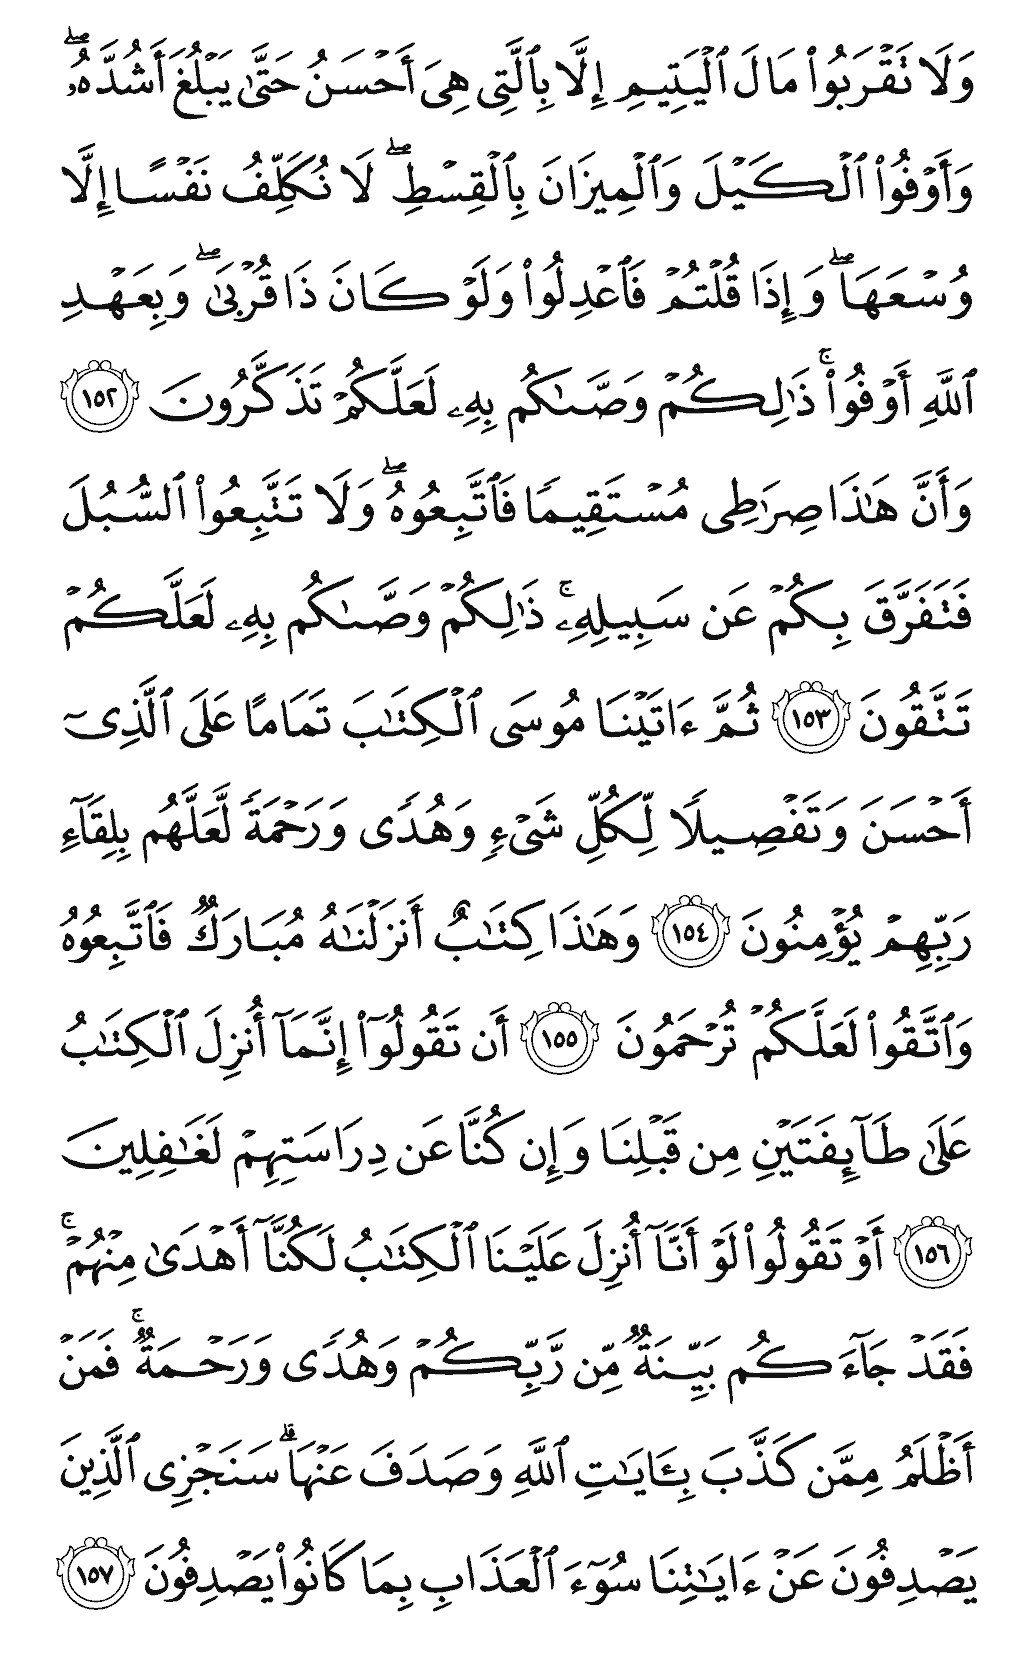 وَلَا تَقۡرَبُواْ مَالَ ٱلۡيَتِيمِ إِلَّا بِٱلَّتِي هِيَ أَحۡسَنُ حَتَّىٰ يَبۡلُغَ أَشُدَّهُۥۖ
وَأَوۡفُواْ ٱلۡكَيۡلَ وَٱلۡمِيزَانَ بِٱلۡقِسۡطِۖ لَا نُكَلِّفُ نَفۡسًا إِلَّا
وُسۡعَهَاۖ وَإِذَا قُلۡتُمۡ فَٱعۡدِلُواْ وَلَوۡ كَانَ ذَا قُرۡبَىٰۖ وَبِعَهۡدِ
ٱللَّهِ أَوۡفُواْۚ ذَٰلِكُمۡ وَصَّىٰكُم بِهِۦ لَعَلَّكُمۡ تَذَكَّرُونَ ١٥٢
وَأَنَّ هَٰذَا صِرَٰطِي مُسۡتَقِيمٗا فَٱتَّبِعُوهُۖ وَلَا تَتَّبِعُواْ ٱلسُّبُلَ
فَتَفَرَّقَ بِكُمۡ عَن سَبِيلِهِۦۚ ذَٰلِكُمۡ وَصَّىٰكُم بِهِۦ لَعَلَّكُمۡ
تَتَّقُونَ ١٥٣ ثُمَّ ءَاتَيۡنَا مُوسَى ٱلۡكِتَٰبَ تَمَامًا عَلَى ٱلَّذِيٓ
أَحۡسَنَ وَتَفۡصِيلٗا لِّكُلِّ شَيۡءٖ وَهُدٗى وَرَحۡمَةٗ لَّعَلَّهُم بِلِقَآءِ
رَبِّهِمۡ يُؤۡمِنُونَ ١٥٤ وَهَٰذَا كِتَٰبٌ أَنزَلۡنَٰهُ مُبَارَكٞ فَٱتَّبِعُوهُ
وَٱتَّقُواْ لَعَلَّكُمۡ تُرۡحَمُونَ ١٥٥ أَن تَقُولُوٓاْ إِنَّمَآ أُنزِلَ ٱلۡكِتَٰبُ
عَلَىٰ طَآئِفَتَيۡنِ مِن قَبۡلِنَا وَإِن كُنَّا عَن دِرَاسَتِهِمۡ لَغَٰفِلِينَ
١٥٦ أَوۡ تَقُولُواْ لَوۡ أَنَّآ أُنزِلَ عَلَيۡنَا ٱلۡكِتَٰبُ لَكُنَّآ أَهۡدَىٰ مِنۡهُمۡۚ
فَقَدۡ جَآءَكُم بَيِّنَةٞ مِّن رَّبِّكُمۡ وَهُدٗى وَرَحۡمَةٞۚ فَمَنۡ
أَظۡلَمُ مِمَّن كَذَّبَ بِـَٔايَٰتِ ٱللَّهِ وَصَدَفَ عَنۡهَاۗ سَنَجۡزِي ٱلَّذِينَ
يَصۡدِفُونَ عَنۡ ءَايَٰتِنَا سُوٓءَ ٱلۡعَذَابِ بِمَا كَانُواْ يَصۡدِفُونَ ١٥٧